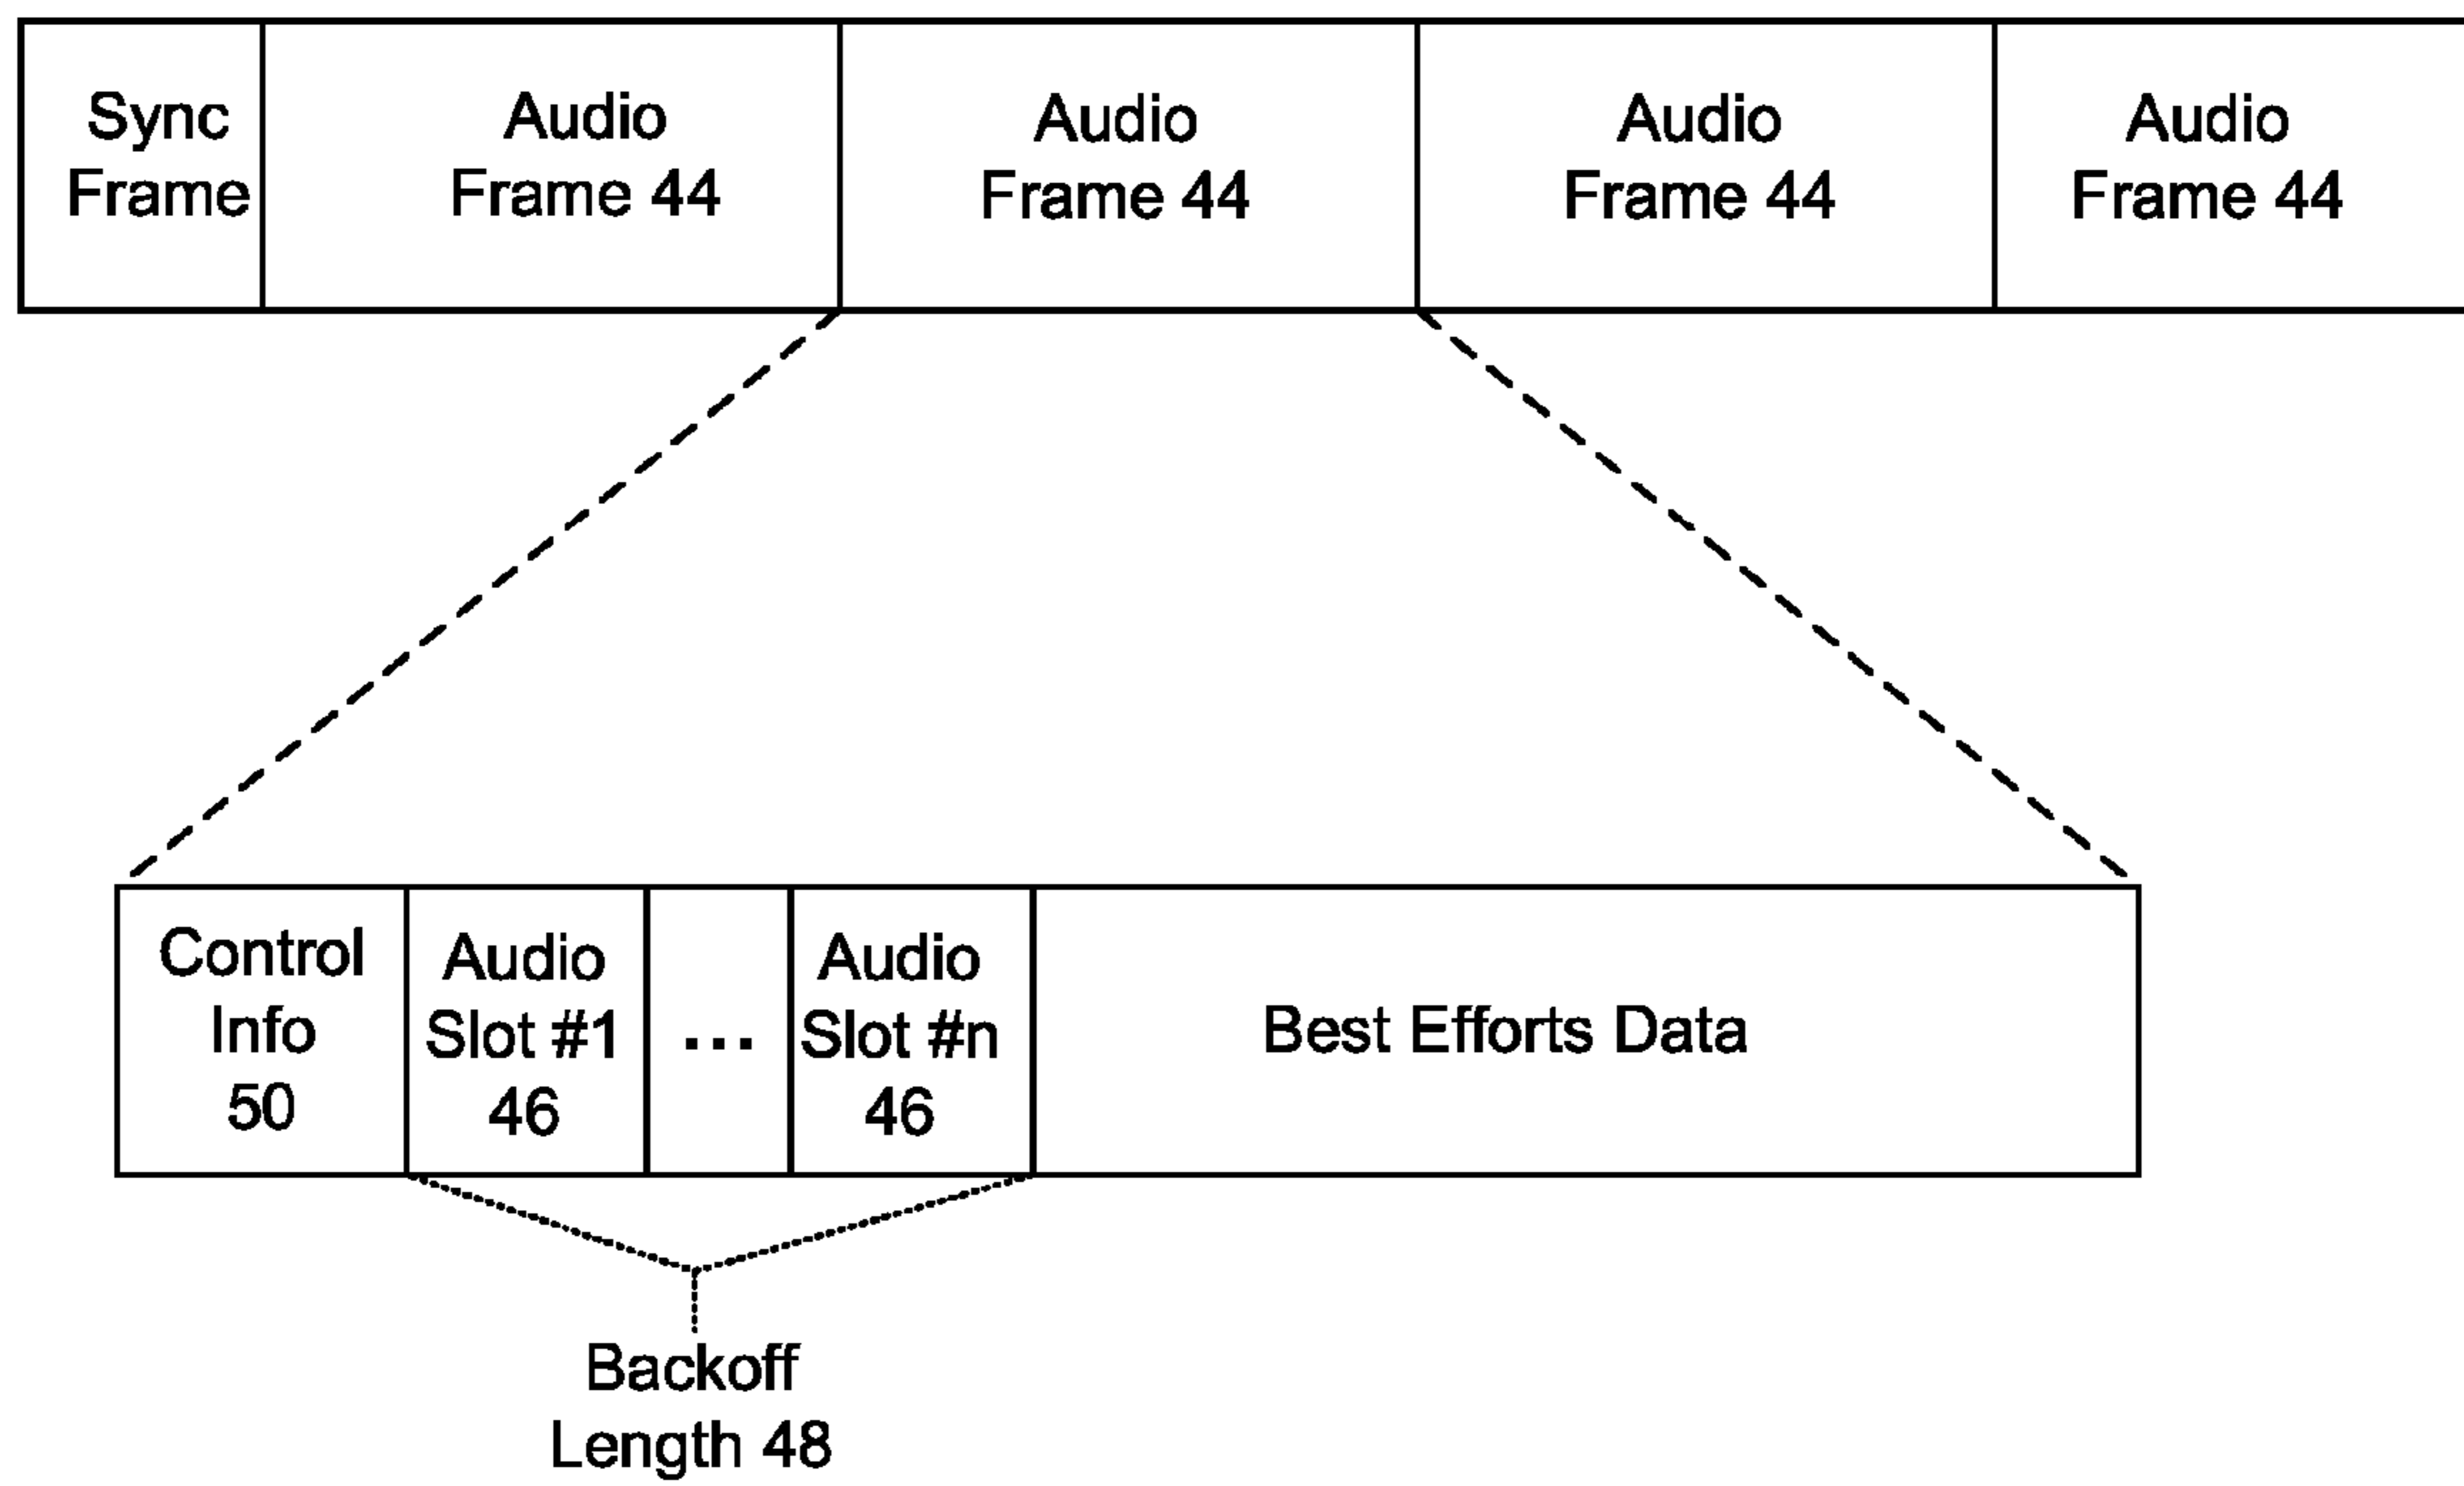 Sync
Frame
Audio
Frame 44
Audio
Frame 44
Audio
Frame 44
Audio
Frame 44
Control
Info
50
Audio
Slot #1
46
...
Audio
Slot #n
46
Best Efforts Data
Backoff
Length 48